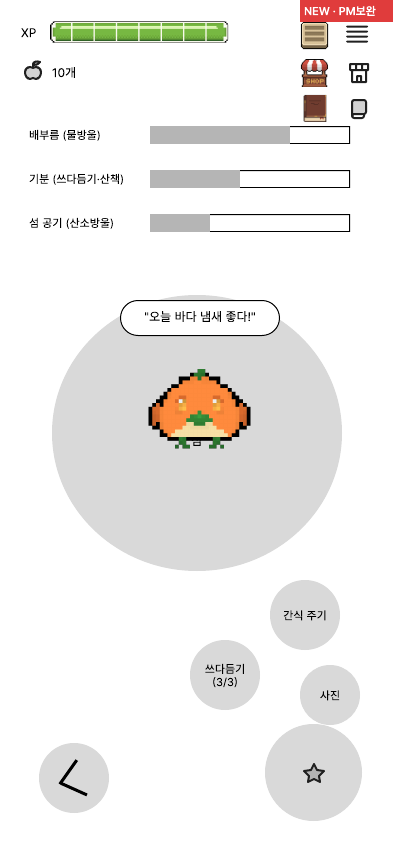 NEW · PM보완
XP
10개
SHOP
배부름 (물방울)
기분 (쓰다듬기·산책)
섬 공기 (산소방울)
"오늘 바다 냄새 좋다!"
간식 주기
쓰다듬기
(3/3)
사진